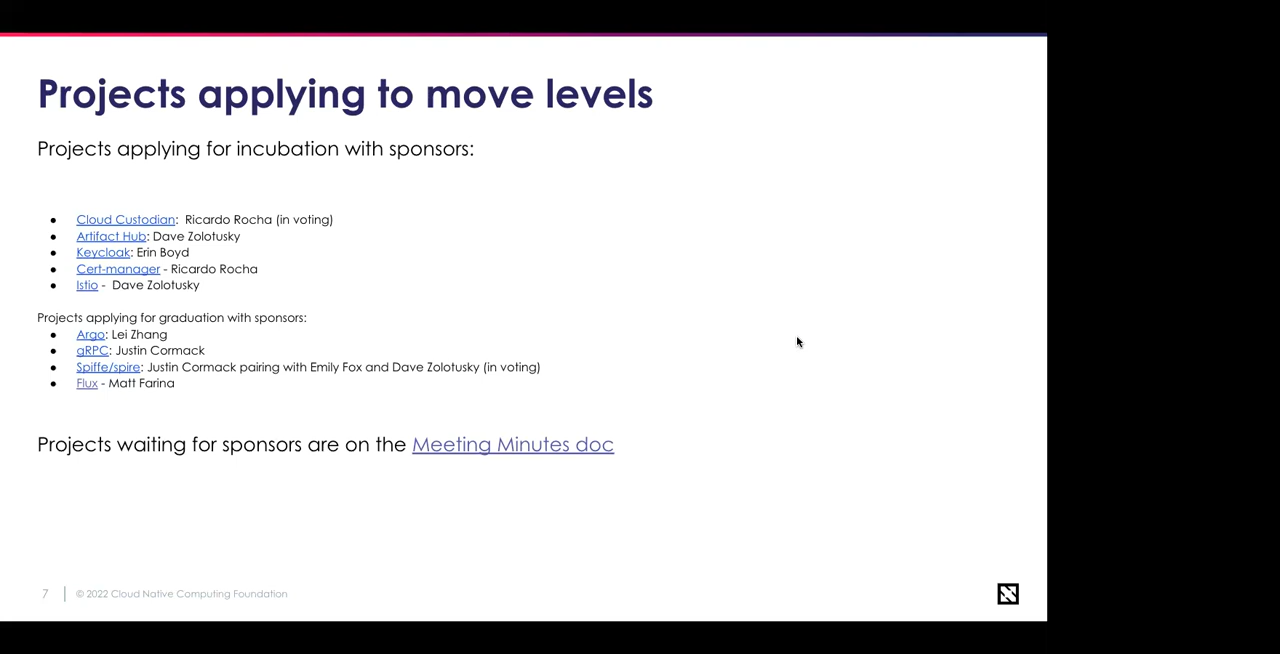 Projects applying to move levels
Projects applying for incubation with sponsors:
● Cloud Custodian:  Ricardo Rocha (in voting)
● Artifact Hub: Dave Zolotusky
● Keycloak: Erin Boyd
● Cert-manager - Ricardo Rocha
● Istio -  Dave Zolotusky
Projects applying for graduation with sponsors:
● Argo: Lei Zhang
● gRPC: Justin Cormack
● Spiffe/spire: Justin Cormack pairing with Emily Fox and Dave Zolotusky (in voting)
● Flux - Matt Farina
Projects waiting for sponsors are on the Meeting Minutes doc
7 | © 2022 Cloud Native Computing Foundation